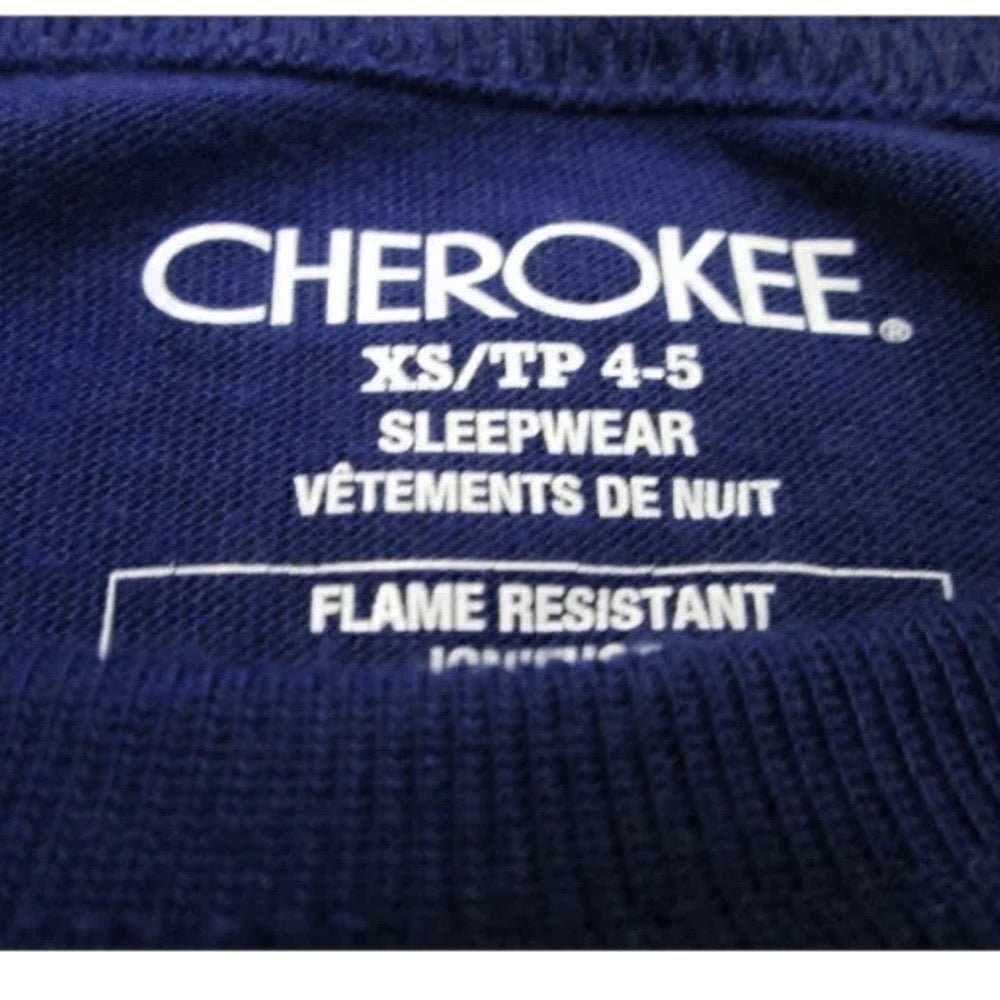 CHEROKEE®
XS/TP 4-5
SLEEPWEAR
VÊTEMENTS DE NUIT
FLAME RESISTANT